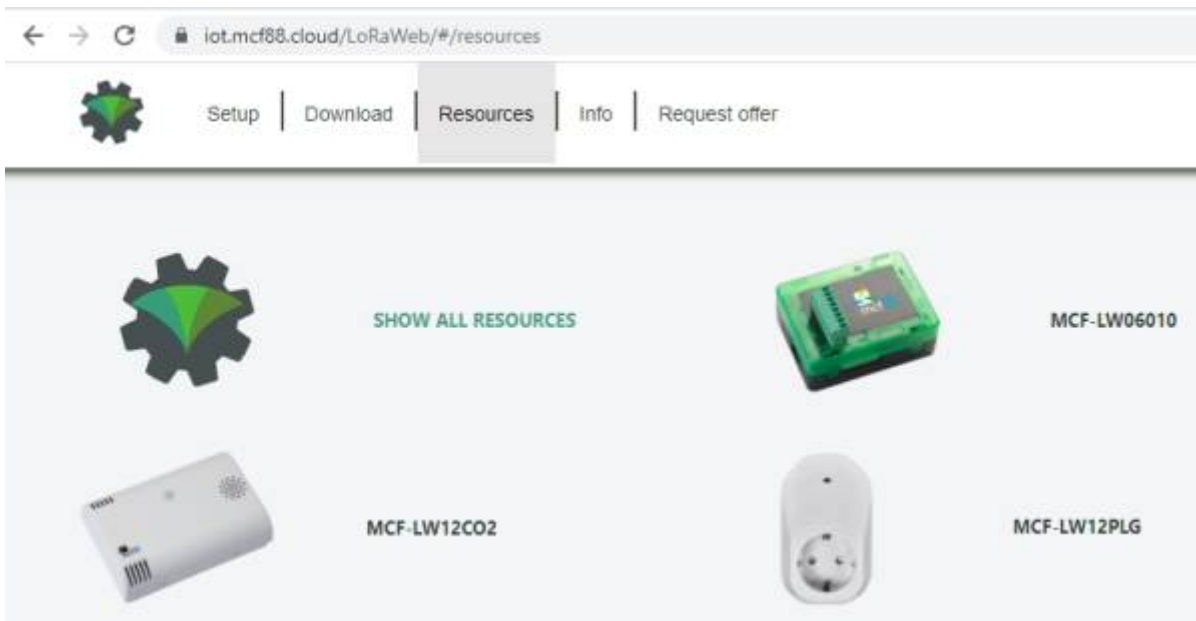 iot.mcf88.cloud/LoRaWeb/#/resources
Setup Download Resources Info Request offer
SHOW ALL RESOURCES MCF-LW06010
MCF-LW12CO2 MCF-LW12PLG